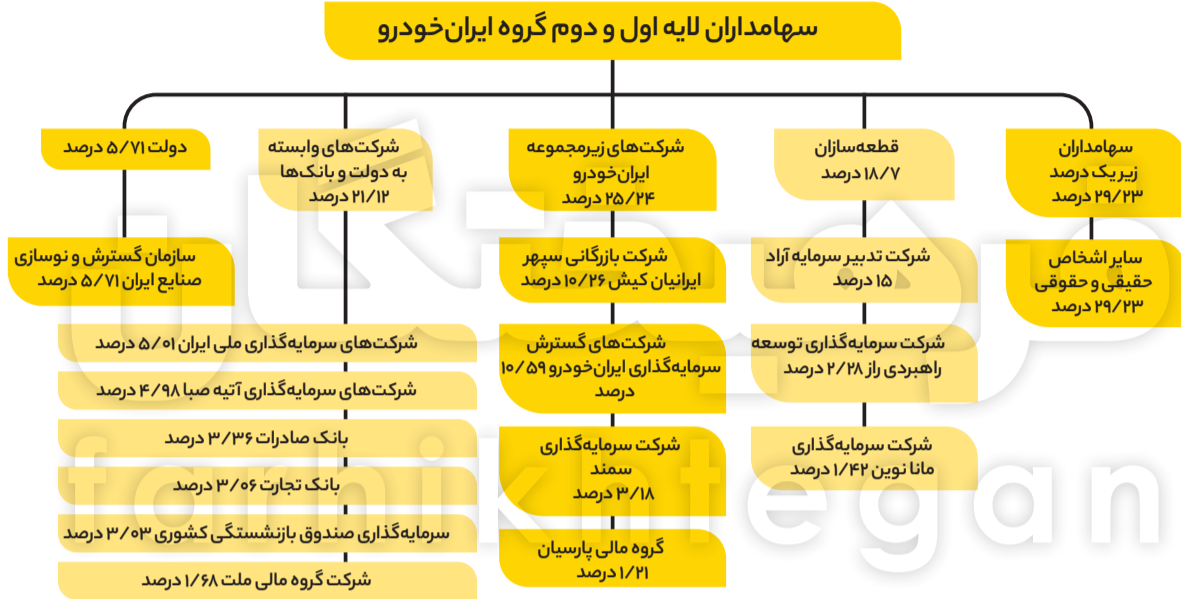 سهامداران لایه اول و دوم گروه ایران‌خودرو
سهامداران
زیر یک درصد
۲۹/۲۳ درصد
سایر اشخاص
حقیقی و حقوقی
۲۹/۲۳ درصد
قطعه‌سازان
۱۸/۷ درصد
شرکت تدبیر سرمایه آراد
۱۵ درصد
شرکت سرمایه‌گذاری توسعه
راهبردی راز ۲/۲۸ درصد
شرکت سرمایه‌گذاری
مانا نوین ۱/۴۲ درصد
شرکت‌های زیرمجموعه
ایران‌خودرو
۲۵/۲۴ درصد
شرکت بازرگانی سپهر
ایرانیان کیش ۱۰/۲۶ درصد
شرکت‌های گسترش
سرمایه‌گذاری ایران‌خودرو ۱۰/۵۹
درصد
شرکت سرمایه‌گذاری
سمند
۳/۱۸ درصد
گروه مالی پارسیان
۱/۲۱ درصد
شرکت‌های وابسته
به دولت و بانک‌ها
۲۱/۱۲ درصد
شرکت‌های سرمایه‌گذاری ملی ایران ۵/۰۱ درصد
شرکت‌های سرمایه‌گذاری آتیه صبا ۴/۹۸ درصد
بانک صادرات ۳/۳۶ درصد
بانک تجارت ۳/۰۶ درصد
سرمایه‌گذاری صندوق بازنشستگی کشوری ۳/۰۳ درصد
شرکت گروه مالی ملت ۱/۶۸ درصد
دولت ۵/۷۱ درصد
سازمان گسترش و نوسازی
صنایع ایران ۵/۷۱ درصد
فرهیختگان
farhikhtegan